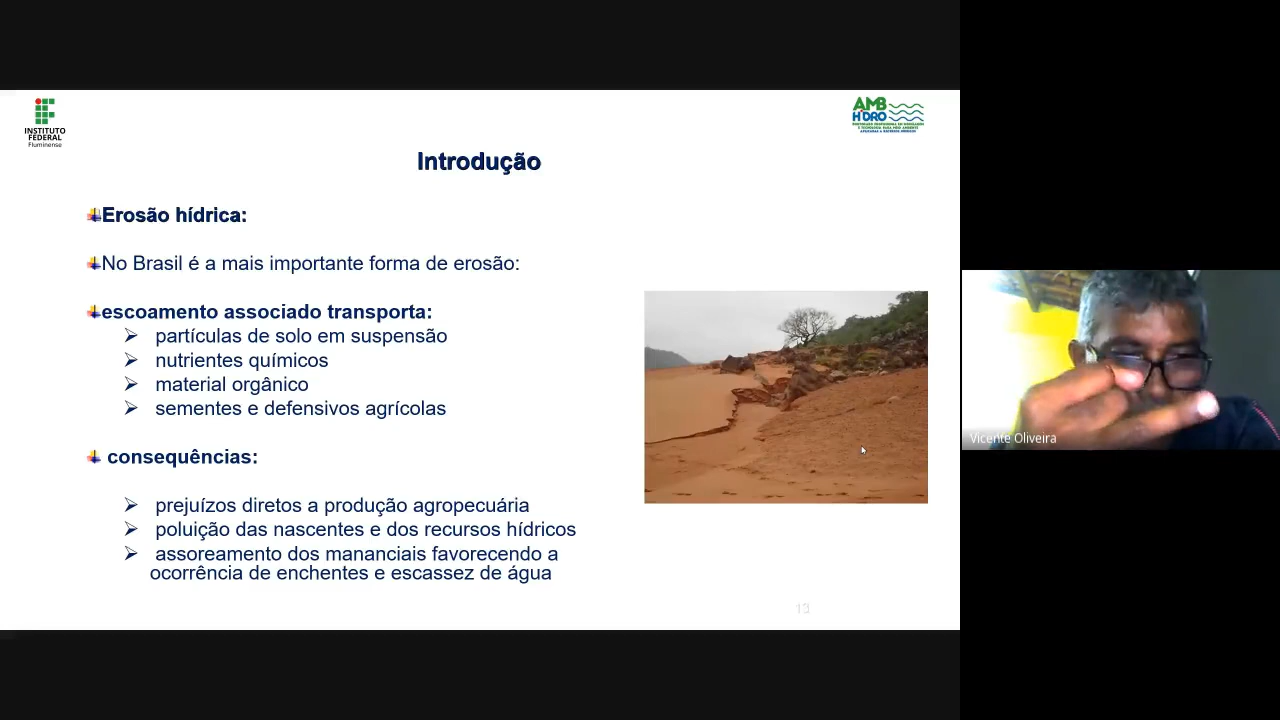 INSTITUTO
FEDERAL
Fluminense
AMB
HIDRO
Introdução
Erosão hídrica:
No Brasil é a mais importante forma de erosão:
escoamento associado transporta:
partículas de solo em suspensão
nutrientes químicos
material orgânico
sementes e defensivos agrícolas
consequências:
prejuízos diretos a produção agropecuária
poluição das nascentes e dos recursos hídricos
assoreamento dos mananciais favorecendo a
ocorrência de enchentes e escassez de água
Vicente Oliveira